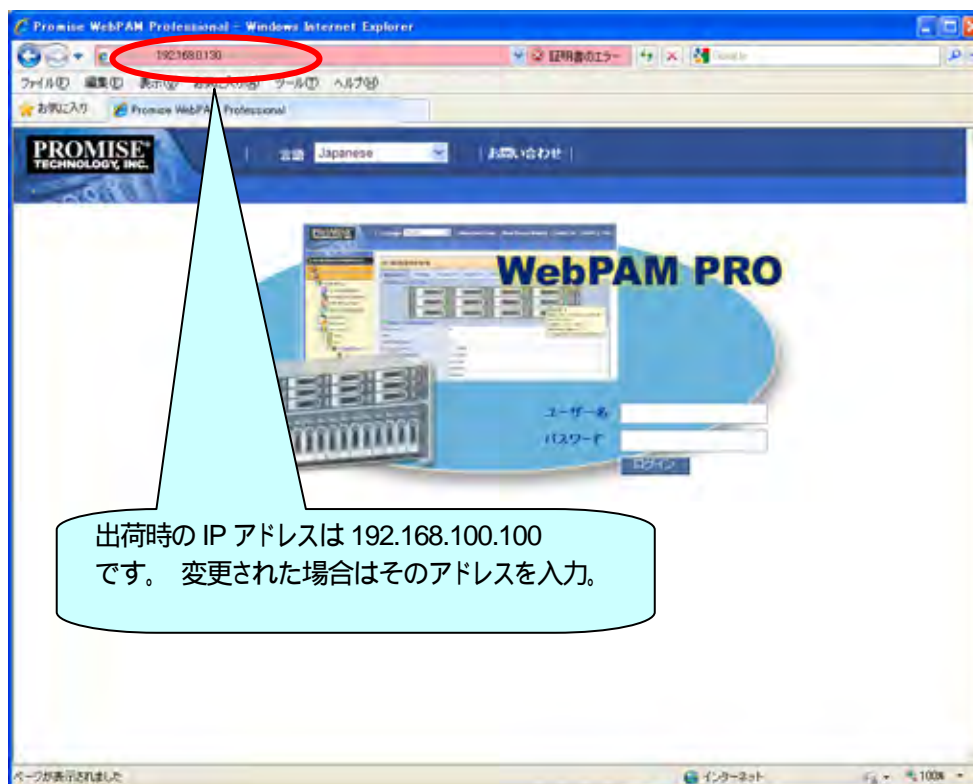 Promise WebPAM Professional - Windows Internet Explorer
192.168.0.130
証明書のエラー
ファイル(F) 編集(E) 表示(V) お気に入り(A) ツール(T) ヘルプ(H)
お気に入り Promise WebPAM Professional
PROMISE
TECHNOLOGY, INC.
言語 Japanese お問い合わせ
WebPAM PRO
ユーザー名
パスワード
ログイン
出荷時の IP アドレスは 192.168.100.100
です。 変更された場合はそのアドレスを入力。
ページが表示されました インターネット 100%